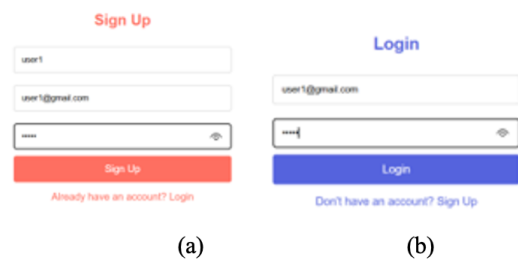 Sign Up
user1
user1@gmail.com
•••••
Sign Up
Already have an account? Login
(a)
Login
user1@gmail.com
•••••
Login
Don't have an account? Sign Up
(b)